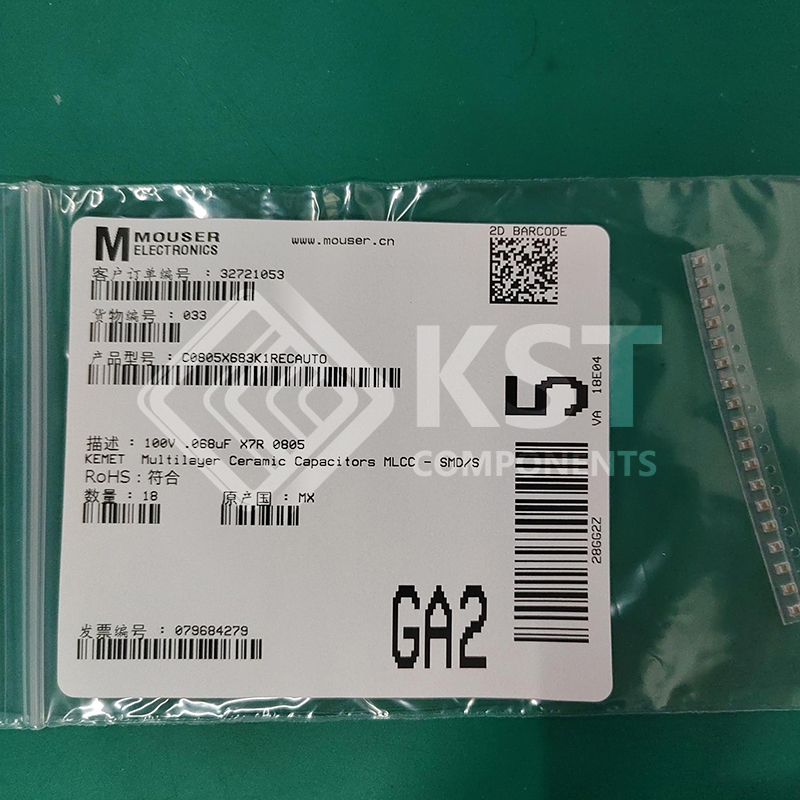 MOUSER
ELECTRONICS
www.mouser.cn
2D BARCODE
客户订单编号 : 32721053
货物编号 : 033
产品型号 : C0805X683K1RECAUTO
描述 : 100V .068uF X7R 0805
KEMET Multilayer Ceramic Capacitors MLCC - SMD/S
RoHS : 符合
数量 : 18
原产国 : MX
发票编号 : 079684279
GA2
5
VA 18E04
28GG2Z
KST
COMPONENTS